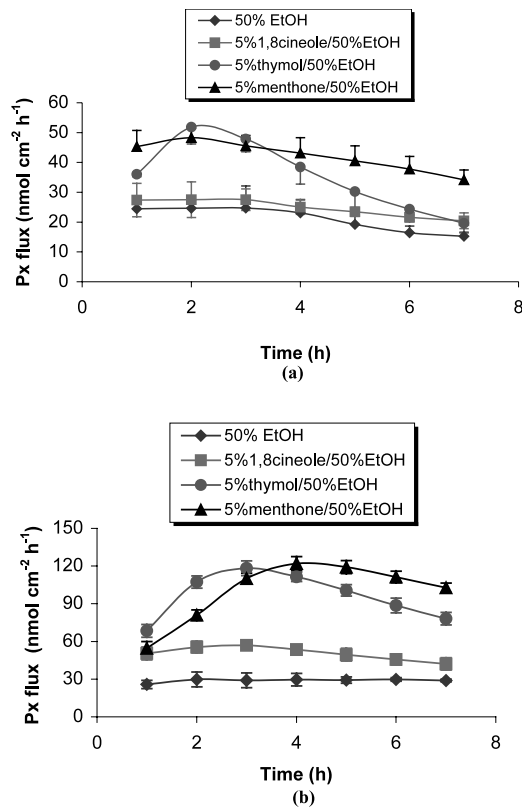 50% EtOH
5%1,8cineole/50%EtOH
5%thymol/50%EtOH
5%menthone/50%EtOH
60
50
40
30
20
10
0
0 2 4 6 8
Px flux (nmol cm⁻² h⁻¹)
Time (h)
(a)
50% EtOH
5%1,8cineole/50%EtOH
5%thymol/50%EtOH
5%menthone/50%EtOH
150
120
90
60
30
0
0 2 4 6 8
Px flux (nmol cm⁻² h⁻¹)
Time (h)
(b)